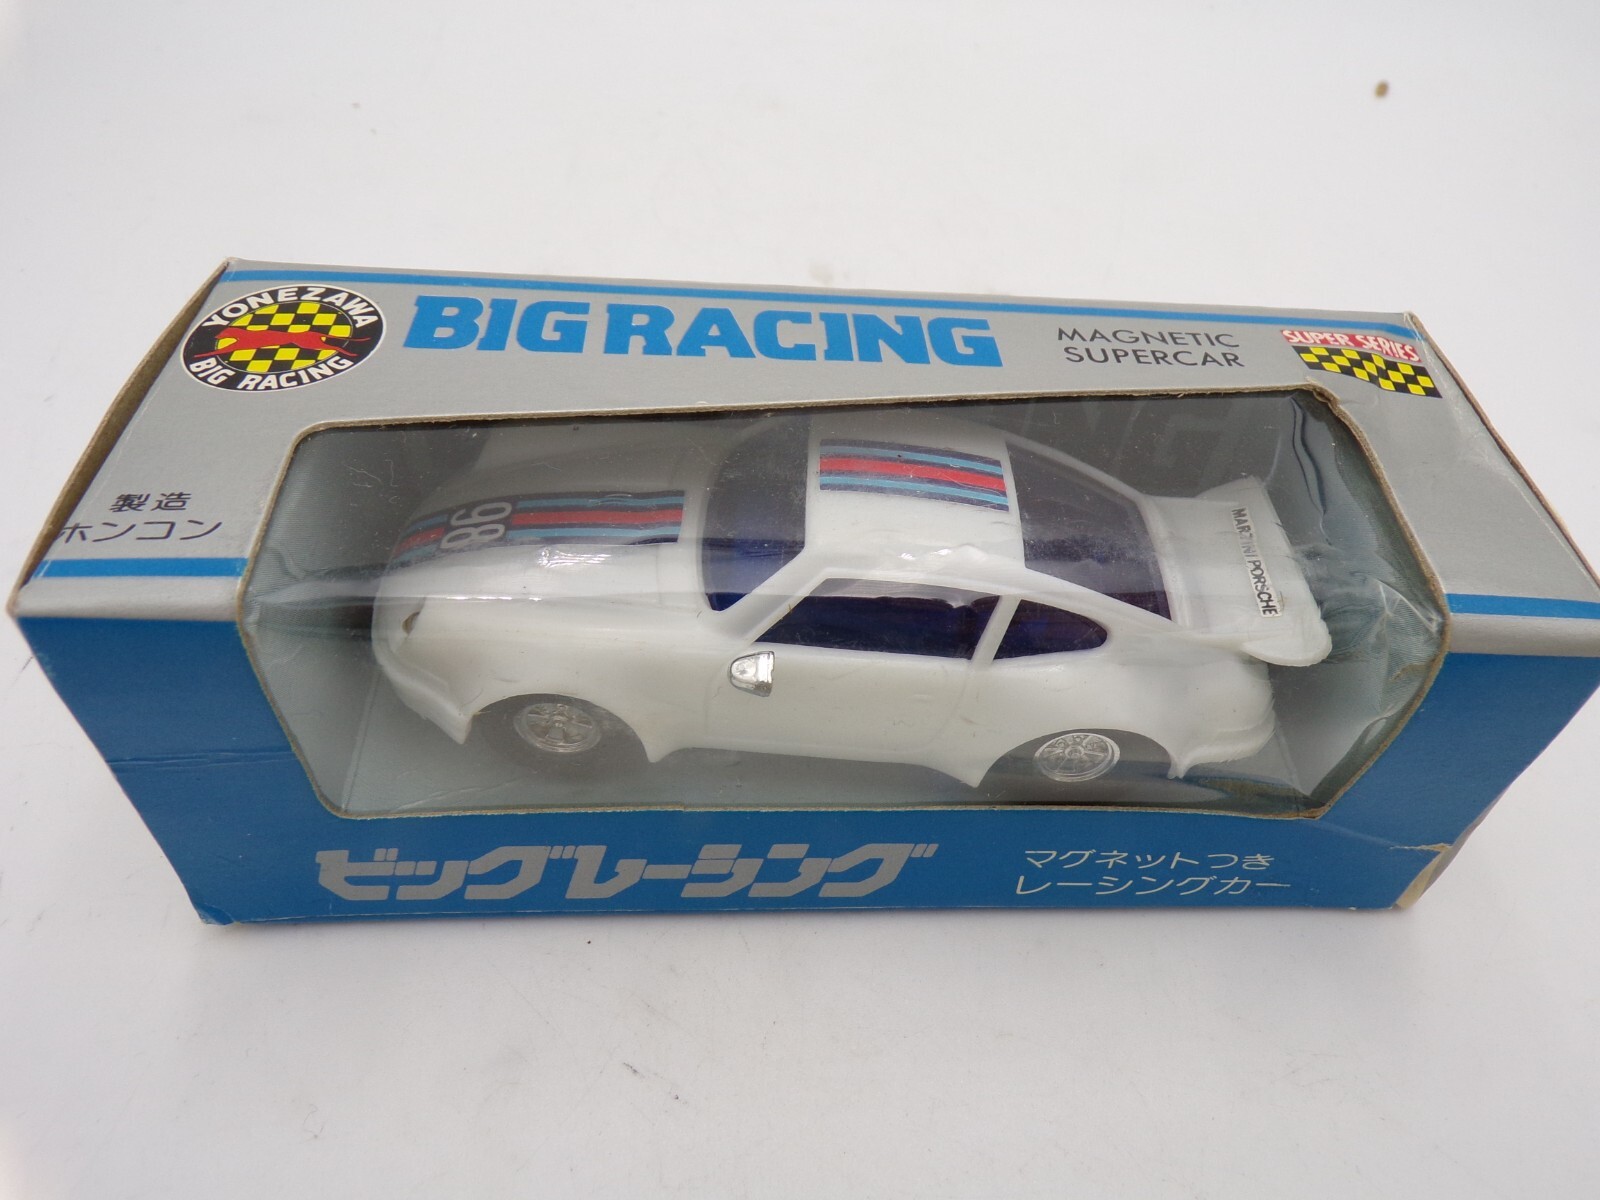 YONEZAWA
BIG RACING
BIG RACING
MAGNETIC
SUPERCAR
SUPER SERIES
製造
ホンコン
86
MARTINI PORSCHE
ビッグレーシング
マグネットつき
レーシングカー